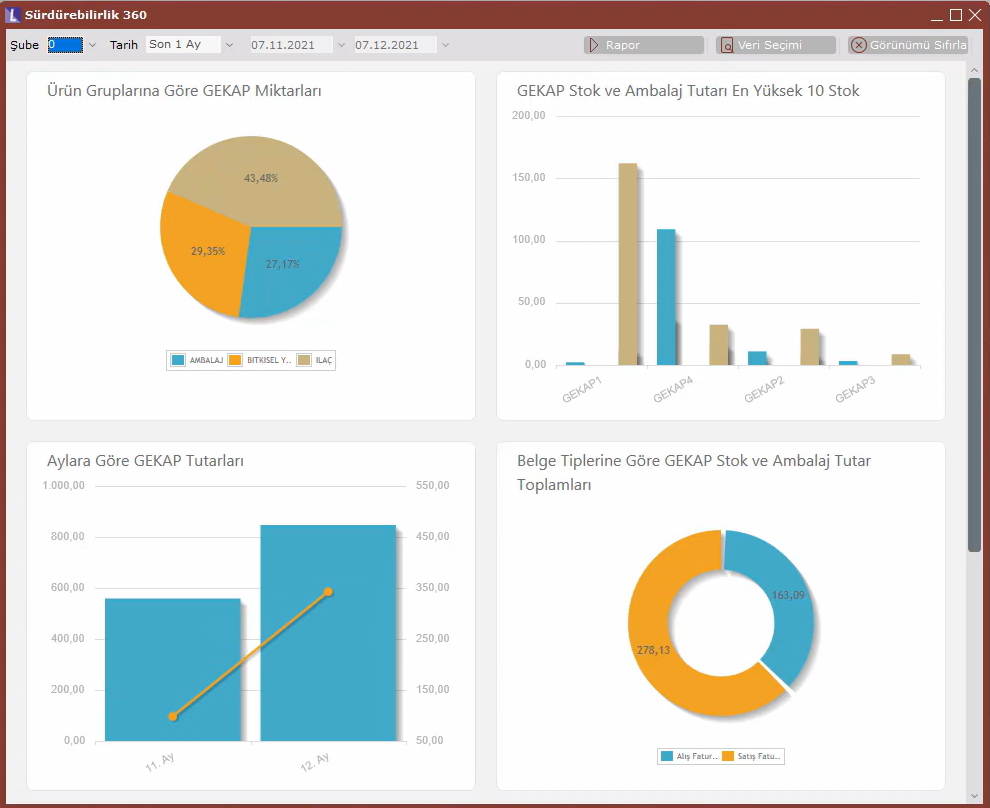 Sürdürebilirlik 360
Şube 0 Tarih Son 1 Ay 07.11.2021 07.12.2021 Rapor Veri Seçimi Görünümü Sıfırla
Ürün Gruplarına Göre GEKAP Miktarları
43,48%
29,35%
27,17%
AMBALAJ BITKISEL Y.. ILAÇ
GEKAP Stok ve Ambalaj Tutarı En Yüksek 10 Stok
200,00
150,00
100,00
50,00
0,00
GEKAP1 GEKAP4 GEKAP2 GEKAP3
Aylara Göre GEKAP Tutarları
1.000,00 550,00
800,00 450,00
600,00 350,00
400,00 250,00
200,00 150,00
0,00 50,00
11. Ay 12. Ay
Belge Tiplerine Göre GEKAP Stok ve Ambalaj Tutar
Toplamları
163,09
278,13
Alış Fatur.. Satış Fatu..